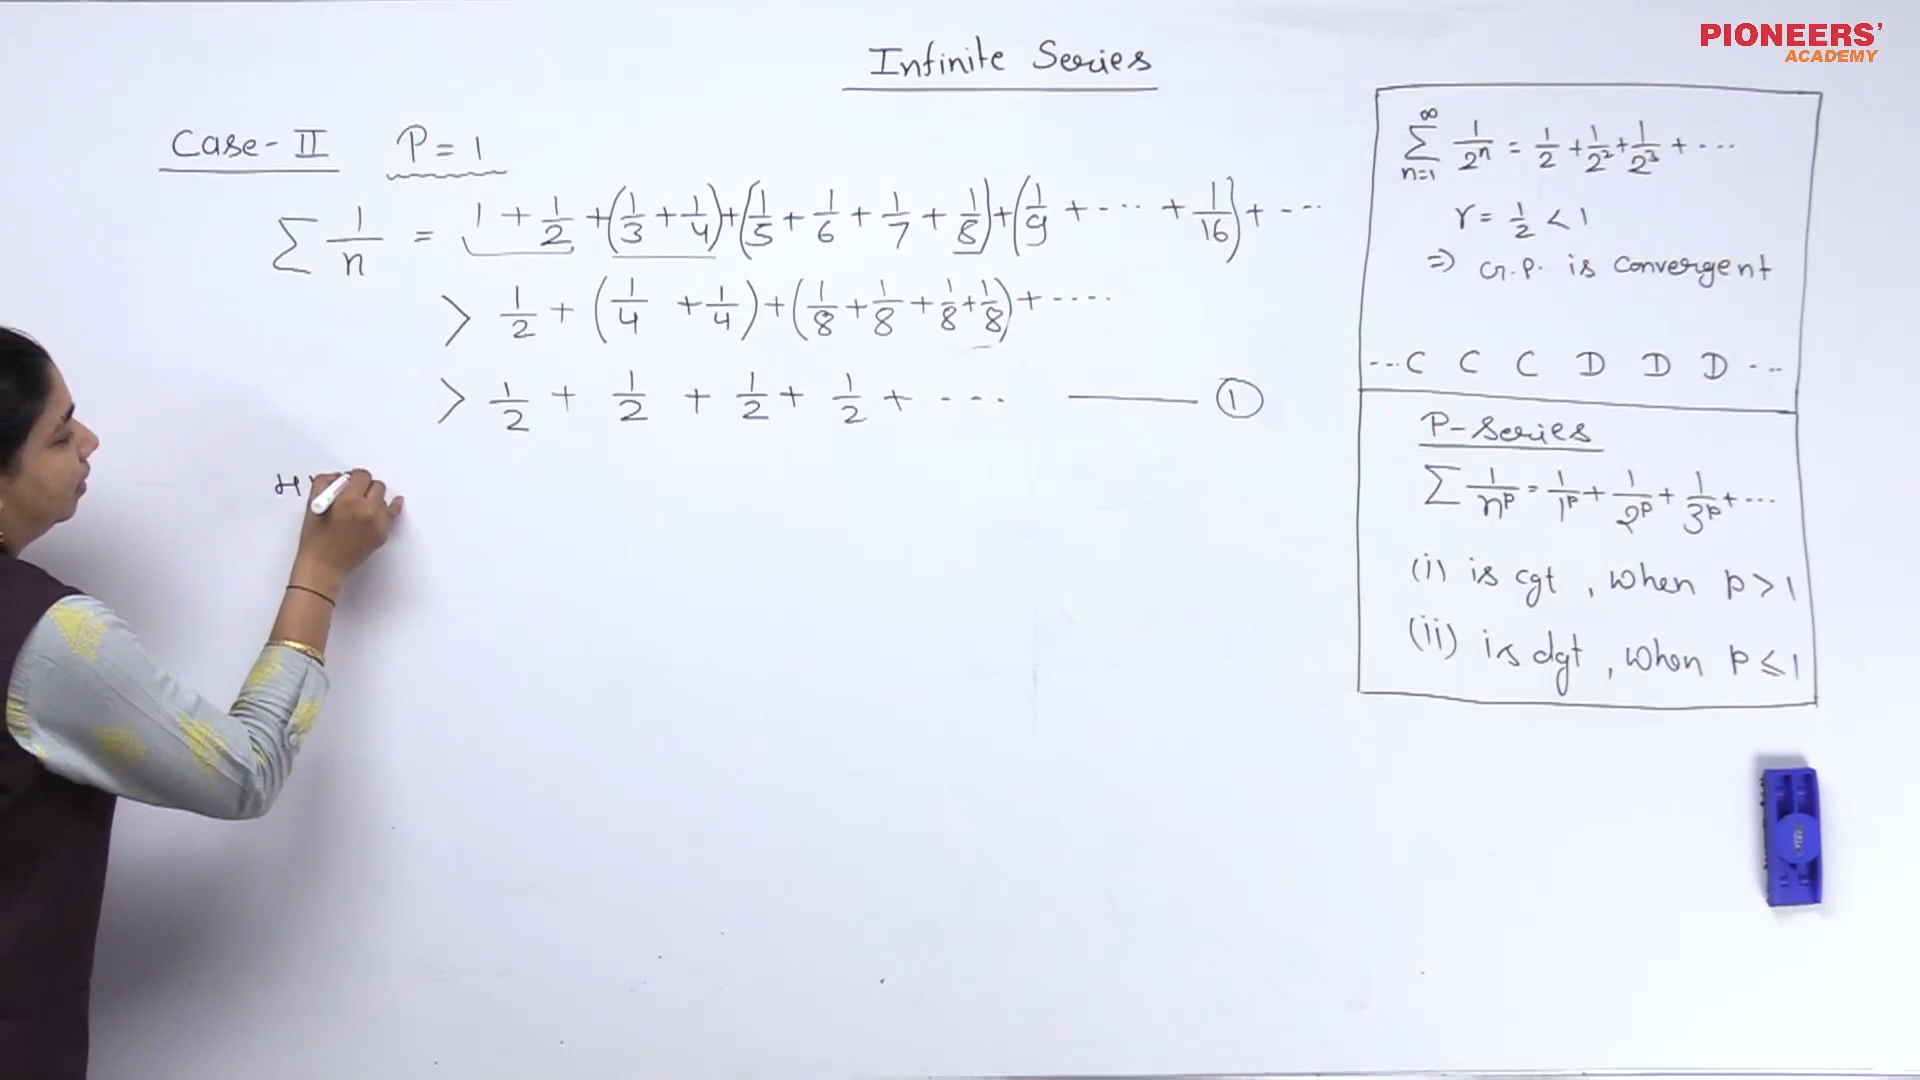 PIONEERS'
ACADEMY
Infinite Series
Case-II P=1
∑ 1/n = 1 + 1/2 + (1/3 + 1/4) + (1/5 + 1/6 + 1/7 + 1/8) + (1/9 + ... + 1/16) + ...
> 1/2 + (1/4 + 1/4) + (1/8 + 1/8 + 1/8 + 1/8) + ....
> 1/2 + 1/2 + 1/2 + 1/2 + ... —— ①
∑_{n=1}^{∞} 1/2^n = 1/2 + 1/2^2 + 1/2^3 + ...
r = 1/2 < 1
⇒ G.P. is convergent
...C C C D D D ...
P-Series
∑ 1/n^p = 1/1^p + 1/2^p + 1/3^p + ...
(i) is cgt, when p > 1
(ii) is dgt, when p ≤ 1